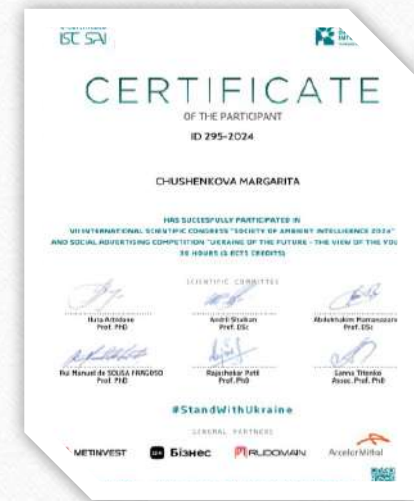 ISC SAI
CERTIFICATE
OF THE PARTICIPANT
ID 295-2024
CHUSHENKOVA MARGARITA
HAS SUCCESFULLY PARTICIPATED IN
VII INTERNATIONAL SCIENTIFIC CONGRESS "SOCIETY OF AMBIENT INTELLIGENCE 2024"
AND SOCIAL ADVERTISING COMPETITION "UKRAINE OF THE FUTURE - THE VIEW OF THE YOU
30 HOURS (1 ECTS CREDITS)
SCIENTIFIC COMMITTEE
Prof. PhD
Andrii Shaikan
Prof. DSc
Prof. DSc
Rui Manuel de SOUSA FRAGOSO
Prof. PhD
Rajashekar Patil
Prof. PhD
Ganna Titenko
Assoc. Prof. PhD
#StandWithUkraine
GENERAL PARTNERS
METINVEST
Бізнес
RUDOMAIN
ArcelorMittal